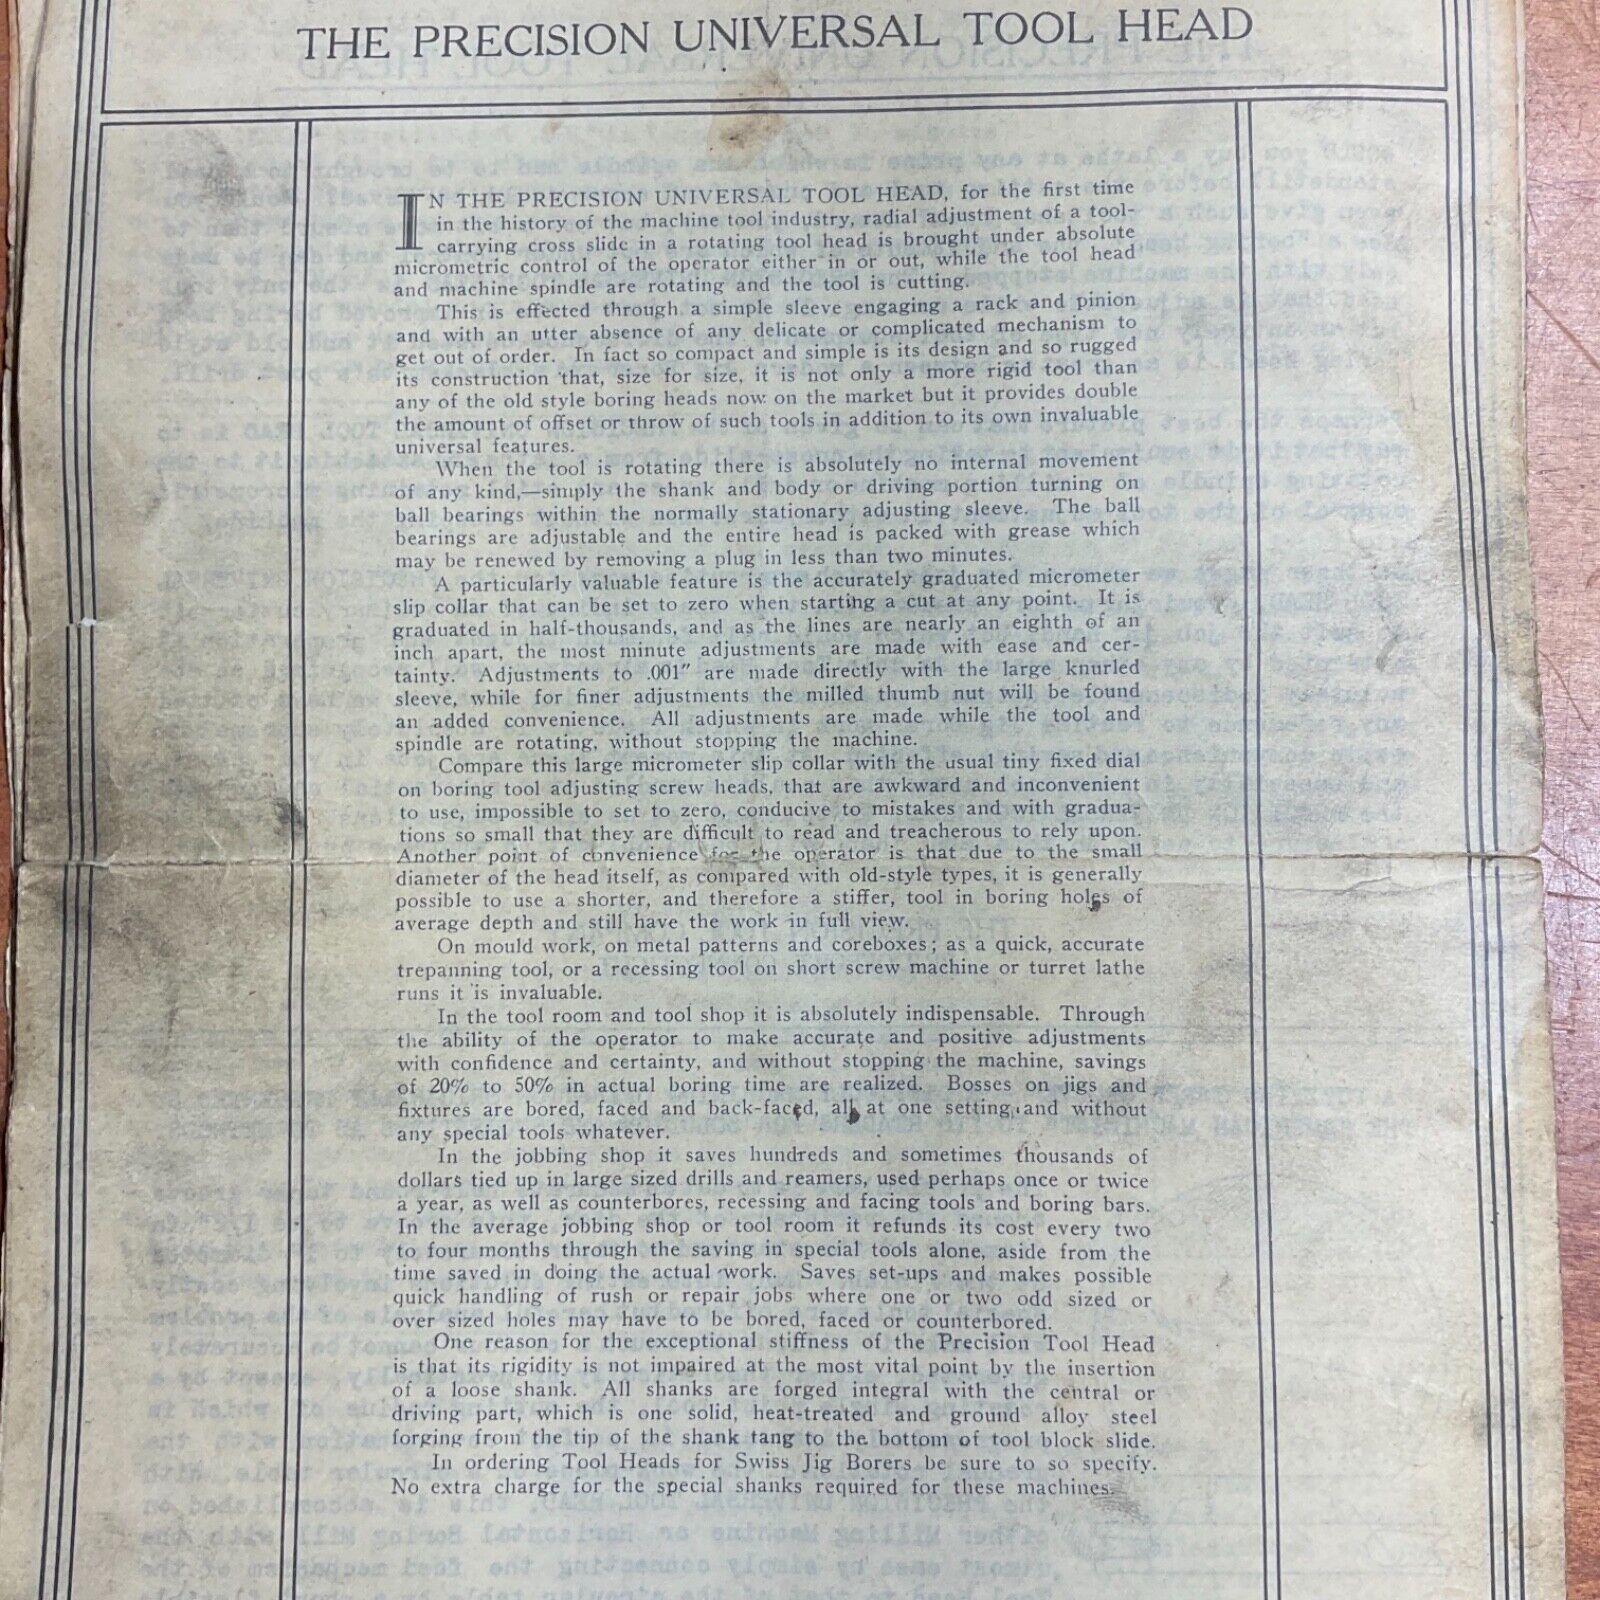 THE PRECISION UNIVERSAL TOOL HEAD
IN THE PRECISION UNIVERSAL TOOL HEAD, for the first time
in the history of the machine tool industry, radial adjustment of a tool-
carrying cross slide in a rotating tool head is brought under absolute
micrometric control of the operator either in or out, while the tool head
and machine spindle are rotating and the tool is cutting.
This is effected through a simple sleeve engaging a rack and pinion
and with an utter absence of any delicate or complicated mechanism to
get out of order. In fact so compact and simple is its design and so rugged
its construction that, size for size, it is not only a more rigid tool than
any of the old style boring heads now on the market but it provides double
the amount of offset or throw of such tools in addition to its own invaluable
universal features.
When the tool is rotating there is absolutely no internal movement
of any kind,—simply the shank and body or driving portion turning on
ball bearings within the normally stationary adjusting sleeve. The ball
bearings are adjustable and the entire head is packed with grease which
may be renewed by removing a plug in less than two minutes.
A particularly valuable feature is the accurately graduated micrometer
slip collar that can be set to zero when starting a cut at any point. It is
graduated in half-thousands, and as the lines are nearly an eighth of an
inch apart, the most minute adjustments are made with ease and cer-
tainty. Adjustments to .001" are made directly with the large knurled
sleeve, while for finer adjustments the milled thumb nut will be found
an added convenience. All adjustments are made while the tool and
spindle are rotating, without stopping the machine.
Compare this large micrometer slip collar with the usual tiny fixed dial
on boring tool adjusting screw heads, that are awkward and inconvenient
to use, impossible to set to zero, conducive to mistakes and with gradua-
tions so small that they are difficult to read and treacherous to rely upon.
Another point of convenience for the operator is that due to the small
diameter of the head itself, as compared with old-style types, it is generally
possible to use a shorter, and therefore a stiffer, tool in boring holes of
average depth and still have the work in full view.
On mould work, on metal patterns and coreboxes; as a quick, accurate
trepanning tool, or a recessing tool on short screw machine or turret lathe
runs it is invaluable.
In the tool room and tool shop it is absolutely indispensable. Through
the ability of the operator to make accurate and positive adjustments
with confidence and certainty, and without stopping the machine, savings
of 20% to 50% in actual boring time are realized. Bosses on jigs and
fixtures are bored, faced and back-faced, all at one setting and without
any special tools whatever.
In the jobbing shop it saves hundreds and sometimes thousands of
dollars tied up in large sized drills and reamers, used perhaps once or twice
a year, as well as counterbores, recessing and facing tools and boring bars.
In the average jobbing shop or tool room it refunds its cost every two
to four months through the saving in special tools alone, aside from the
time saved in doing the actual work. Saves set-ups and makes possible
quick handling of rush or repair jobs where one or two odd sized or
over sized holes may have to be bored, faced or counterbored.
One reason for the exceptional stiffness of the Precision Tool Head
is that its rigidity is not impaired at the most vital point by the insertion
of a loose shank. All shanks are forged integral with the central or
driving part, which is one solid, heat-treated and ground alloy steel
forging from the tip of the shank tang to the bottom of tool block slide.
In ordering Tool Heads for Swiss Jig Borers be sure to so specify.
No extra charge for the special shanks required for these machines.